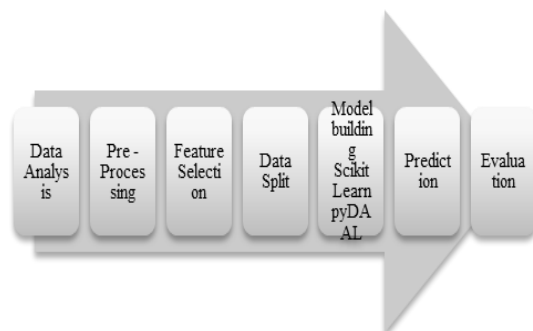 Data
Analys
is
Pre -
Proces
sing
Feature
Selecti
on
Data
Split
Model
buildin
g
Scikit
Learn
pyDA
AL
Predict
ion
Evalua
tion